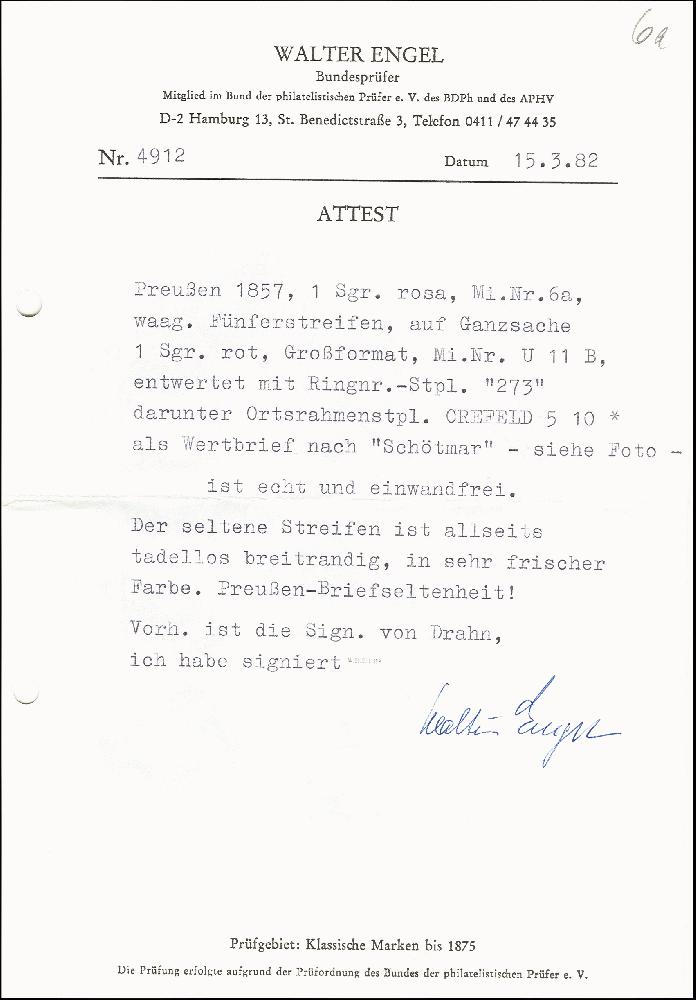 6a
WALTER ENGEL
Bundesprüfer
Mitglied im Bund der philatelistischen Prüfer e. V. des BDPh und des APHV
D-2 Hamburg 13, St. Benedictstraße 3, Telefon 0411 / 47 44 35
Nr. 4912 Datum 15.3.82
ATTEST
Preußen 1857, 1 Sgr. rosa, Mi.Nr.6a,
waag. Fünferstreifen, auf Ganzsache
1 Sgr. rot, Großformat, Mi.Nr. U 11 B,
entwertet mit Ringnr.-Stpl. "273"
darunter Ortsrahmenstpl. CREFELD 5 10 *
als Wertbrief nach "Schötmar" - siehe Foto -
ist echt und einwandfrei.
Der seltene Streifen ist allseits
tadellos breitrandig, in sehr frischer
Farbe. Preußen-Briefseltenheit!
Vorh. ist die Sign. von Drahn,
ich habe signiert
Walter Engel
Prüfgebiet: Klassische Marken bis 1875
Die Prüfung erfolgte aufgrund der Prüfordnung des Bundes der philatelistischen Prüfer e. V.